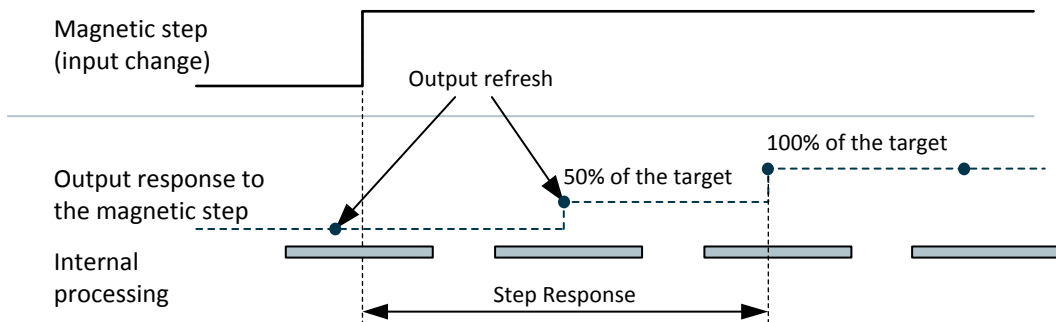 Magnetic step
(input change)
Output refresh
100% of the target
50% of the target
Output response to
the magnetic step
Internal
processing
Step Response